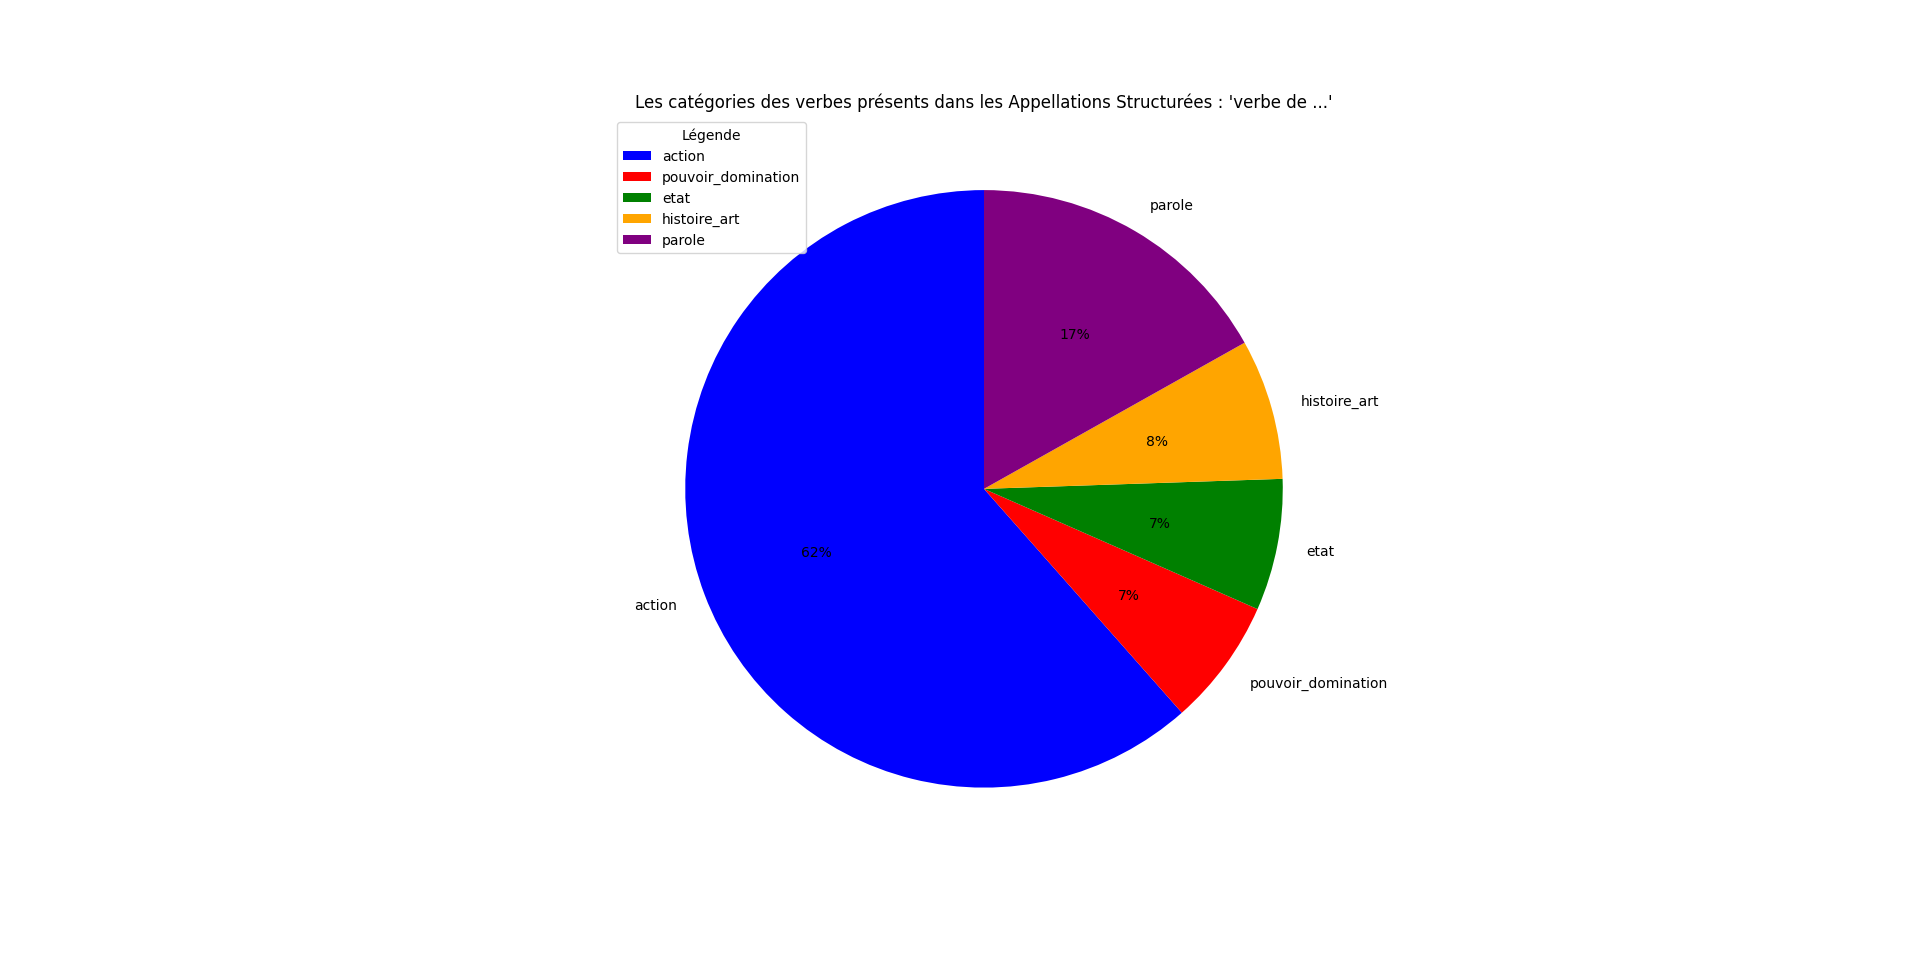 Les catégories des verbes présents dans les Appellations Structurées : 'verbe de ...'
Légende
action
pouvoir_domination
etat
histoire_art
parole
parole
17%
histoire_art
8%
7%
etat
7%
62%
action
pouvoir_domination